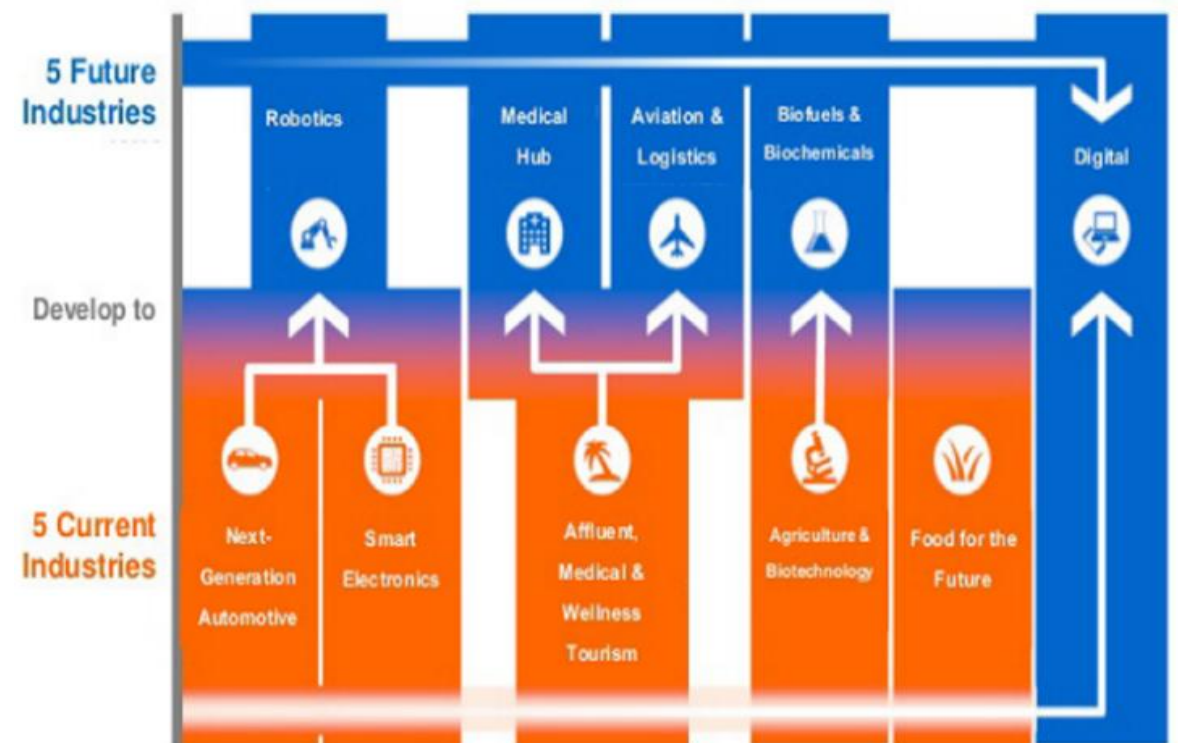 5 Future
Industries
Robotics
Medical
Hub
Aviation &
Logistics
Biofuels &
Biochemicals
Digital
Develop to
5 Current
Industries
Next-
Generation
Automotive
Smart
Electronics
Affluent,
Medical &
Wellness
Tourism
Agriculture &
Biotechnology
Food for the
Future